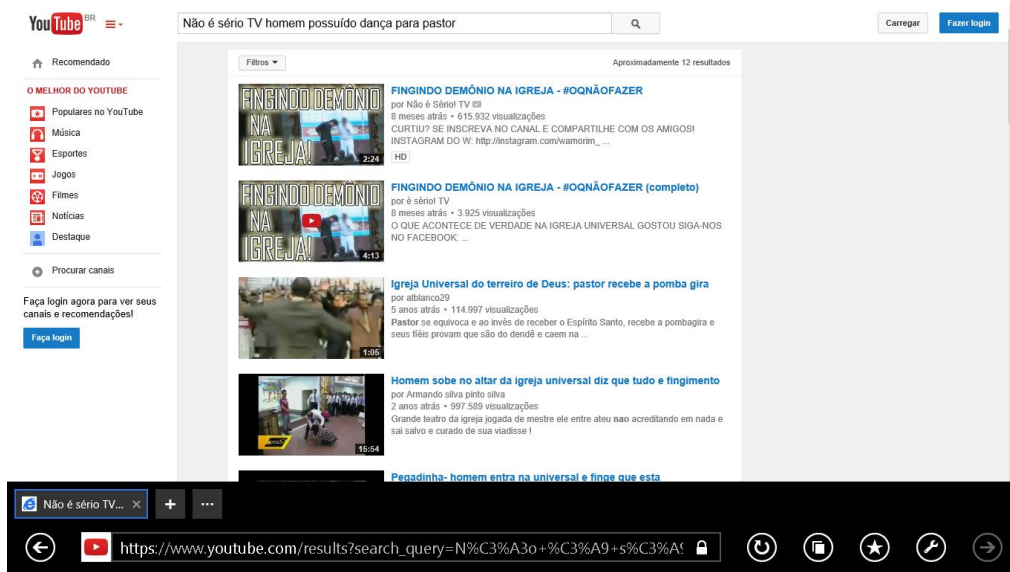 YouTube BR
Não é sério TV homem possuído dança para pastor
Carregar
Fazer login
Recomendado
O MELHOR DO YOUTUBE
Populares no YouTube
Música
Esportes
Jogos
Filmes
Notícias
Destaque
Procurar canais
Faça login agora para ver seus
canais e recomendações!
Faça login
Filtros
Aproximadamente 12 resultados
FINGINDO DEMÔNIO
NA
IGREJA!
2:24
FINGINDO DEMÔNIO NA IGREJA - #OQNÃOFAZER
por Não é Sério! TV
8 meses atrás • 615.932 visualizações
CURTIU? SE INSCREVA NO CANAL E COMPARTILHE COM OS AMIGOS!
INSTAGRAM DO W: http://instagram.com/wamorim_ ...
HD
FINGINDO DEMÔNIO
NA
IGREJA!
4:13
FINGINDO DEMÔNIO NA IGREJA - #OQNÃOFAZER (completo)
por é sério! TV
8 meses atrás • 3.925 visualizações
O QUE ACONTECE DE VERDADE NA IGREJA UNIVERSAL GOSTOU SIGA-NOS
NO FACEBOOK: ...
1:05
Igreja Universal do terreiro de Deus: pastor recebe a pomba gira
por alblanco29
5 anos atrás • 114.997 visualizações
Pastor se equivoca e ao invés de receber o Espírito Santo, recebe a pombagira e
seus fiéis provam que são do dendê e caem na ...
15:54
Homem sobe no altar da igreja universal diz que tudo e fingimento
por Armando silva pinto silva
2 anos atrás • 997.589 visualizações
Grande teatro da igreja jogada de mestre ele entre ateu nao acreditando em nada e
sai salvo e curado de sua viadisse !
Pegadinha- homem entra na universal e finge que esta
Não é sério TV...
https://www.youtube.com/results?search_query=N%C3%A3o+%C3%A9+s%C3%A9